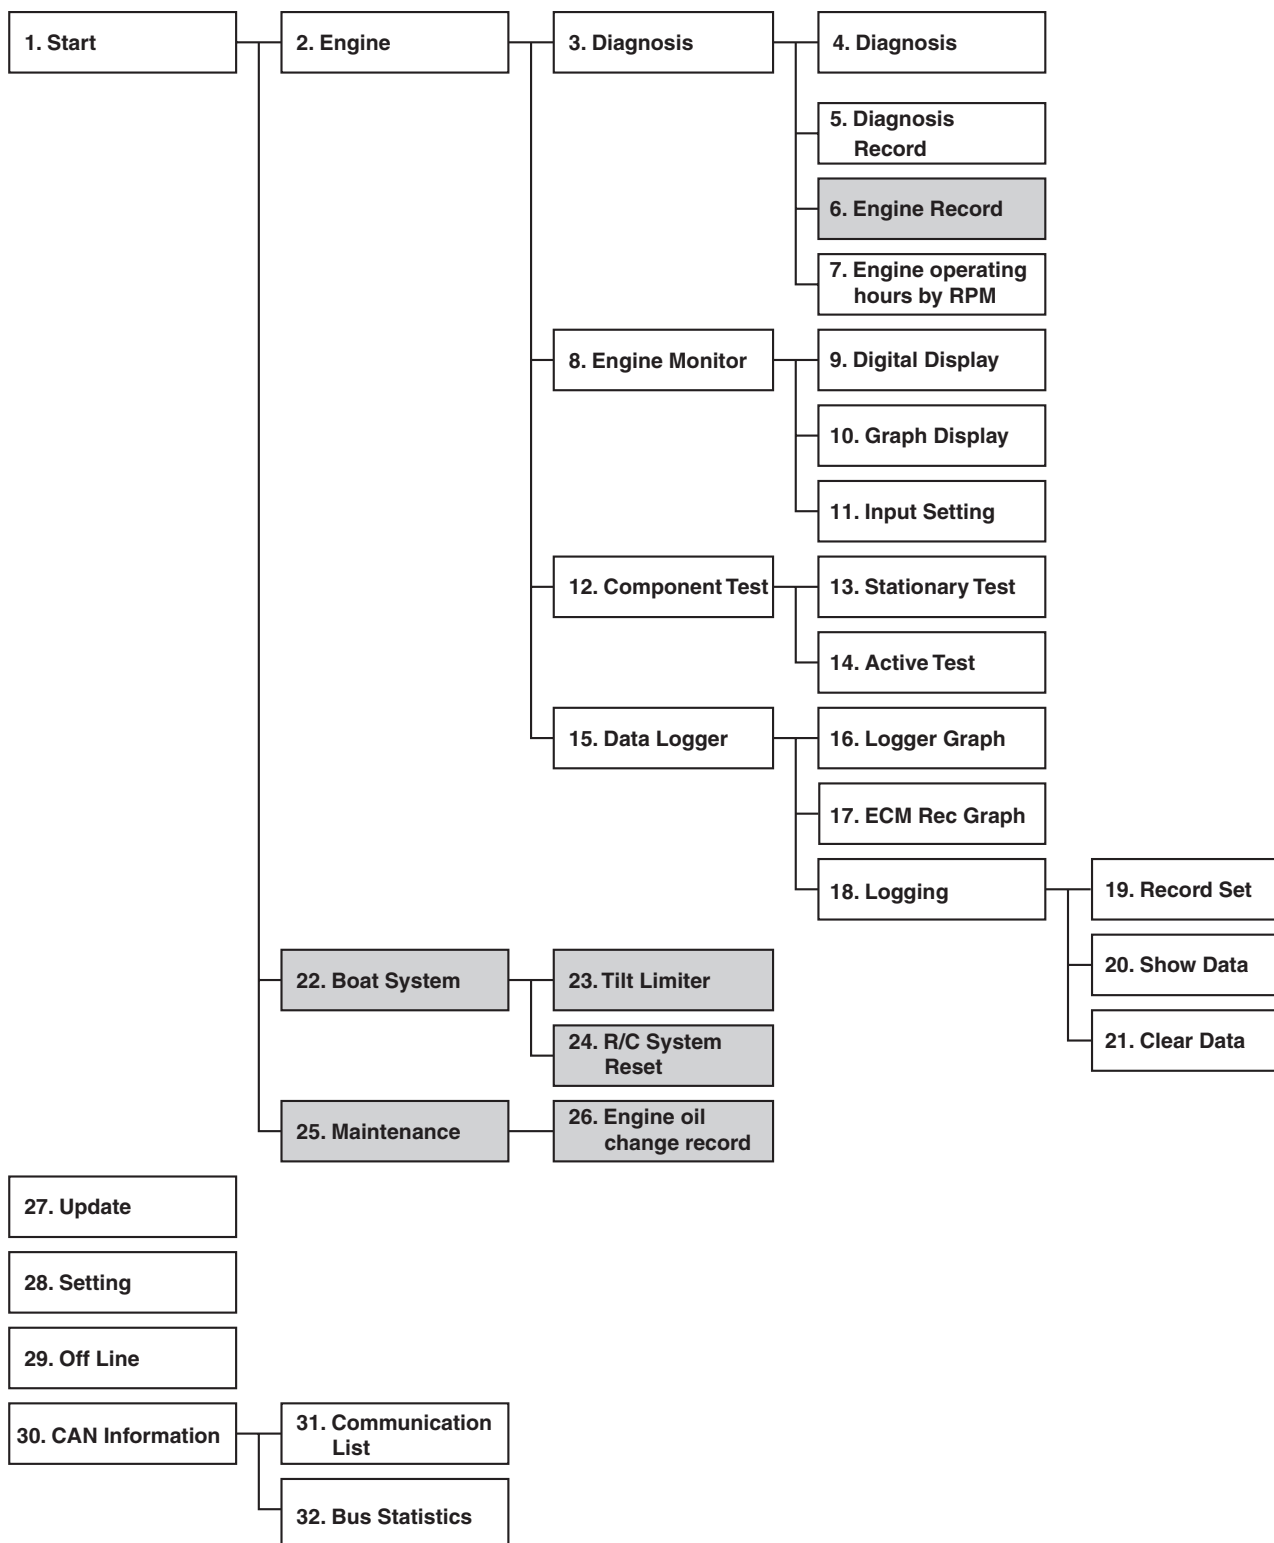 1. Start
2. Engine
3. Diagnosis
4. Diagnosis
5. Diagnosis
Record
6. Engine Record
7. Engine operating
hours by RPM
8. Engine Monitor
9. Digital Display
10. Graph Display
11. Input Setting
12. Component Test
13. Stationary Test
14. Active Test
15. Data Logger
16. Logger Graph
17. ECM Rec Graph
18. Logging
19. Record Set
20. Show Data
21. Clear Data
22. Boat System
23. Tilt Limiter
24. R/C System
Reset
25. Maintenance
26. Engine oil
change record
27. Update
28. Setting
29. Off Line
30. CAN Information
31. Communication
List
32. Bus Statistics